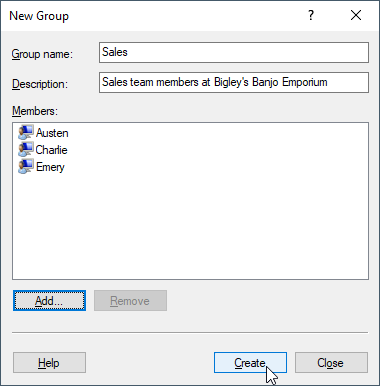 New Group
Group name: Sales
Description: Sales team members at Bigley's Banjo Emporium
Members:
Austen
Charlie
Emery
Add... Remove
Help Create Close